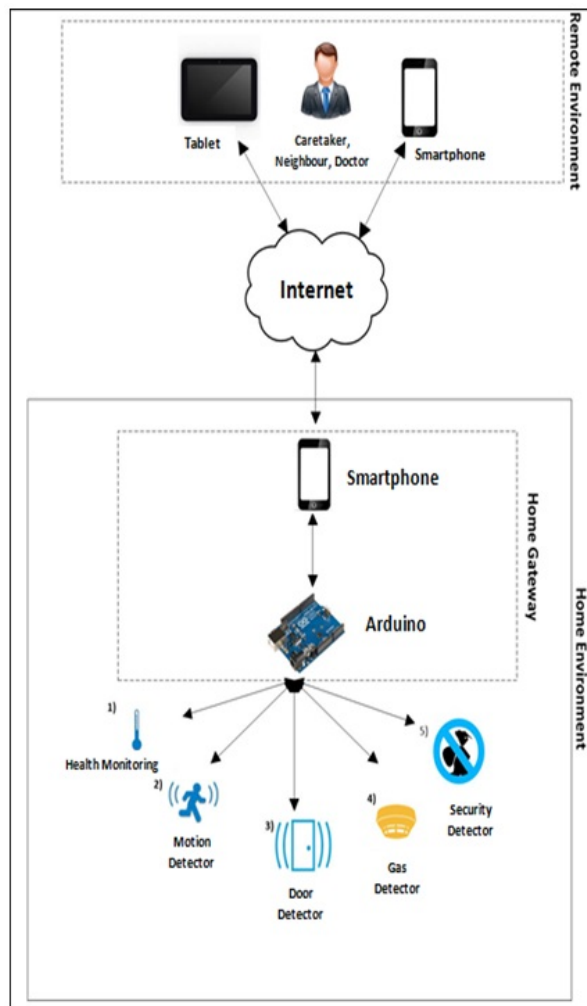 Remote Environment
Tablet
Caretaker,
Neighbour, Doctor
Smartphone
Internet
Home Environment
Home Gateway
Smartphone
Arduino
1)
Health Monitoring
2)
Motion
Detector
3)
Door
Detector
4)
Gas
Detector
5)
Security
Detector